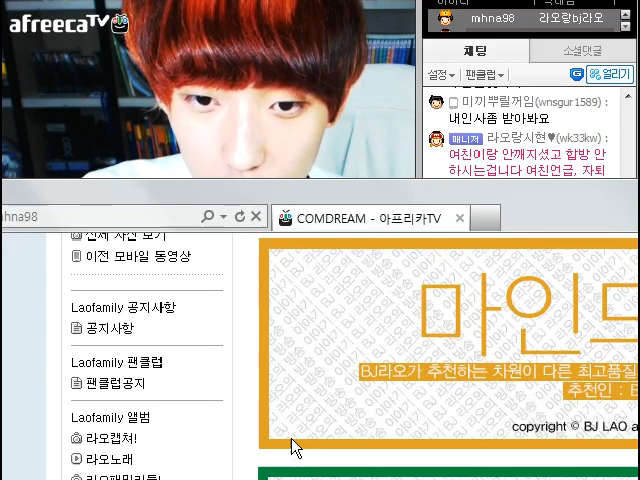 afreecaTV
mhna98 라오랑bj라오
채팅 소셜댓글
설정 팬클럽 열리기
미끼뿌릴꺼임(wnsgur1589) :
내인사좀 받아봐요
매니저 라오랑시현♥(wk33kw) :
여친이랑 안깨지셨고 합방 안
하시는겁니다 여친언급, 자퇴
hna98
COMDREAM - 아프리카TV
전체 사진 보기
이전 모바일 동영상
Laofamily 공지사항
공지사항
Laofamily 팬클럽
팬클럽공지
Laofamily 앨범
라오캡쳐!
라오노래
마인드
BJ라오가 추천하는 차원이 다른 최고품질
추천인 : B
copyright © BJ LAO a